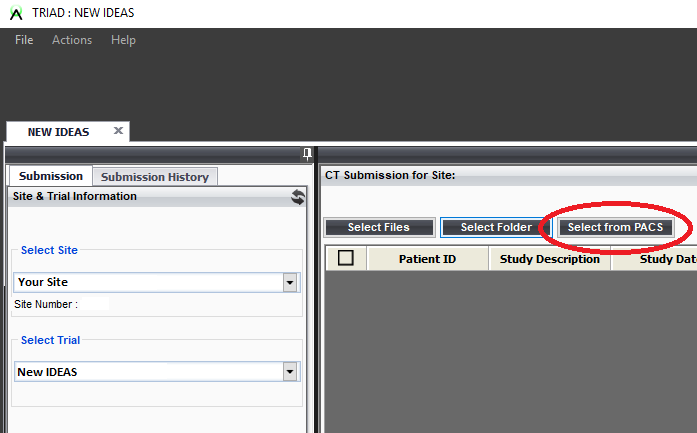 TRIAD : NEW IDEAS
File Actions Help
NEW IDEAS X
Submission Submission History
Site & Trial Information
Select Site
Your Site
Site Number :
Select Trial
New IDEAS
CT Submission for Site:
Select Files Select Folder Select from PACS
Patient ID Study Description Study Dat